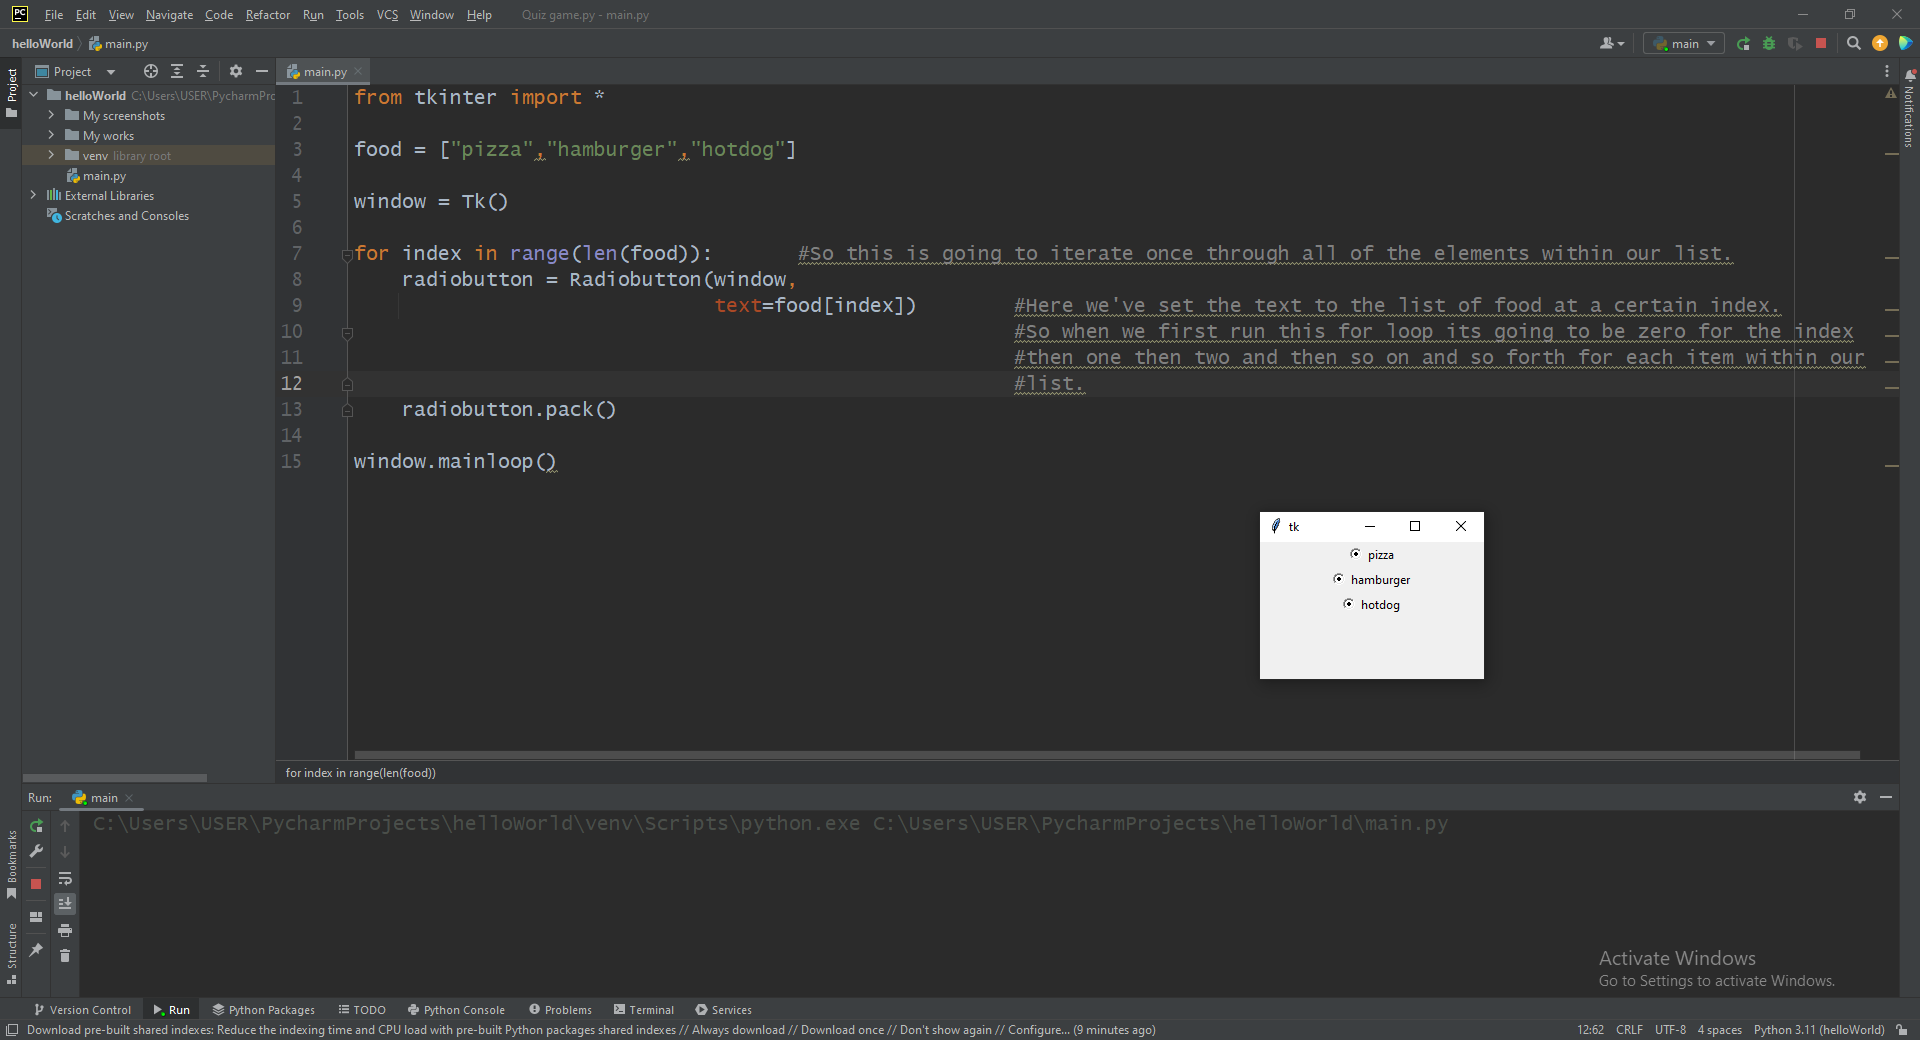 File Edit View Navigate Code Refactor Run Tools VCS Window Help Quiz game.py - main.py
helloWorld main.py main
Project main.py
helloWorld C:\Users\USER\PycharmPro
My screenshots
My works
venv library root
main.py
External Libraries
Scratches and Consoles
Project
Bookmarks
Structure
Notifications
1 from tkinter import *
2
3 food = ["pizza","hamburger","hotdog"]
4
5 window = Tk()
6
7 for index in range(len(food)): #So this is going to iterate once through all of the elements within our list.
8 radiobutton = Radiobutton(window,
9 text=food[index]) #Here we've set the text to the list of food at a certain index.
10 #So when we first run this for loop its going to be zero for the index
11 #then one then two and then so on and so forth for each item within our
12 #list.
13 radiobutton.pack()
14
15 window.mainloop()
tk
pizza
hamburger
hotdog
for index in range(len(food))
Run: main
C:\Users\USER\PycharmProjects\helloWorld\venv\Scripts\python.exe C:\Users\USER\PycharmProjects\helloWorld\main.py
Activate Windows
Go to Settings to activate Windows.
Version Control Run Python Packages TODO Python Console Problems Terminal Services
Download pre-built shared indexes: Reduce the indexing time and CPU load with pre-built Python packages shared indexes // Always download // Download once // Don't show again // Configure... (9 minutes ago) 12:62 CRLF UTF-8 4 spaces Python 3.11 (helloWorld)